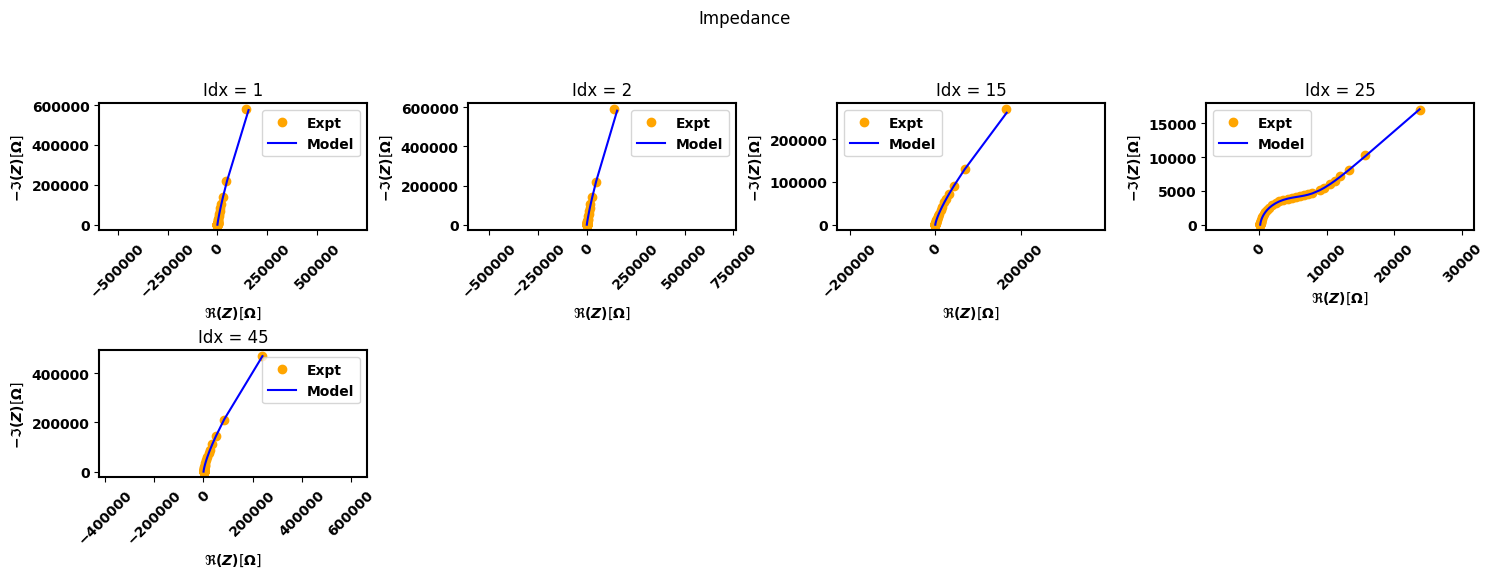 Impedance
Idx = 1
600000
400000
200000
0
−ℑ(Z)[Ω]
Expt
Model
−500000
−250000
0
250000
500000
ℜ(Z)[Ω]
Idx = 2
600000
400000
200000
0
−ℑ(Z)[Ω]
Expt
Model
−500000
−250000
0
250000
500000
750000
ℜ(Z)[Ω]
Idx = 15
200000
100000
0
−ℑ(Z)[Ω]
Expt
Model
−200000
0
200000
ℜ(Z)[Ω]
Idx = 25
15000
10000
5000
0
−ℑ(Z)[Ω]
Expt
Model
0
10000
20000
30000
ℜ(Z)[Ω]
Idx = 45
400000
200000
0
−ℑ(Z)[Ω]
Expt
Model
−400000
−200000
0
200000
400000
600000
ℜ(Z)[Ω]